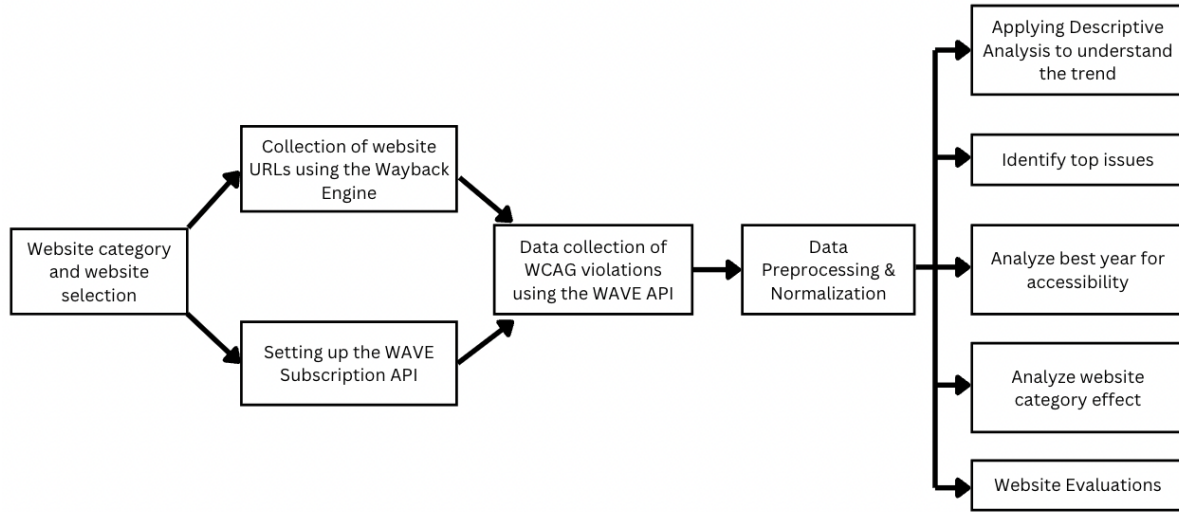 Website category
and website
selection
Collection of website
URLs using the Wayback
Engine
Setting up the WAVE
Subscription API
Data collection of
WCAG violations
using the WAVE API
Data
Preprocessing &
Normalization
Applying Descriptive
Analysis to understand
the trend
Identify top issues
Analyze best year for
accessibility
Analyze website
category effect
Website Evaluations